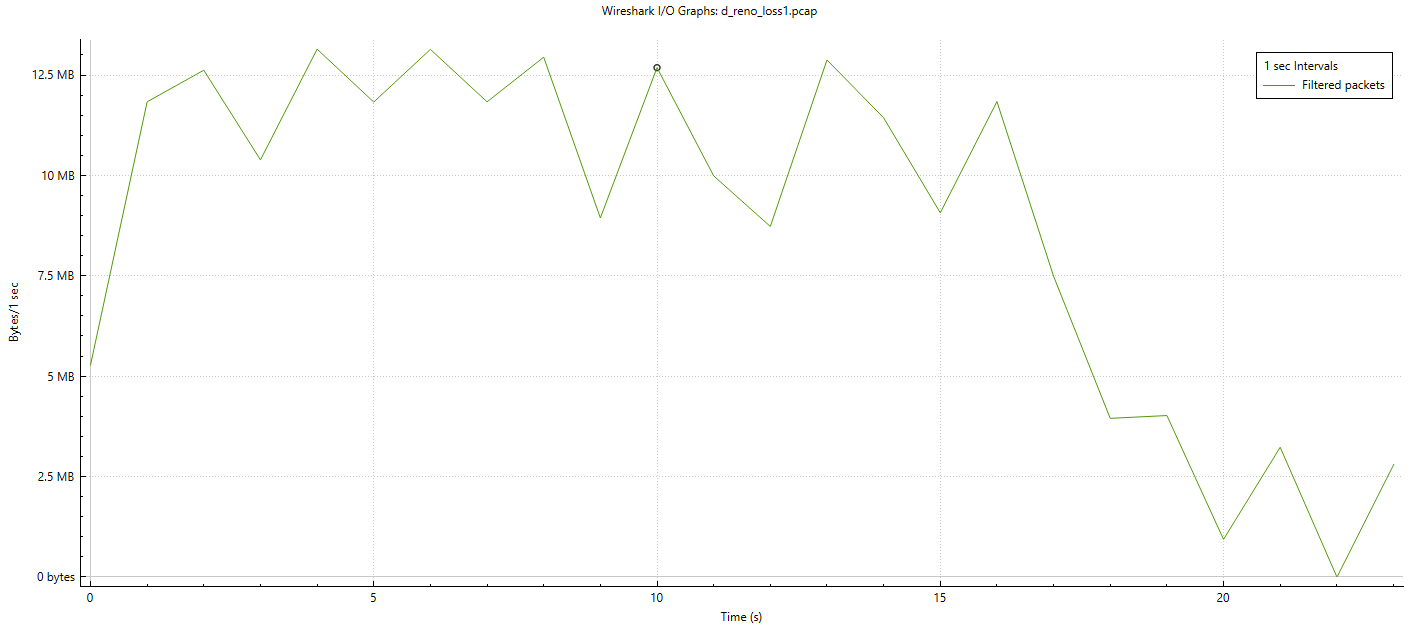 Wireshark I/O Graphs: d_reno_loss1.pcap
1 sec Intervals
Filtered packets
12.5 MB
10 MB
7.5 MB
5 MB
2.5 MB
0 bytes
Bytes/1 sec
0 5 10 15 20
Time (s)